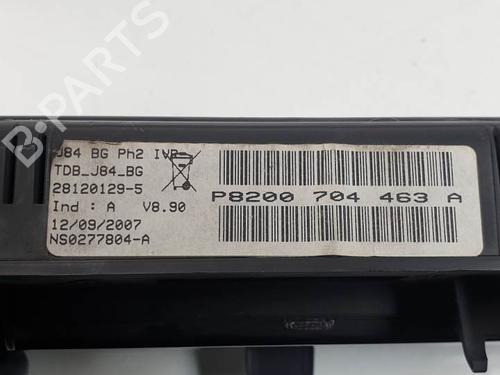 J84 BG Ph2 IVP
TDB_J84_BG
28120129-5
Ind : A V8.90
12/09/2007
NS0277804-A
P8200 704 463 A
B-PARTS